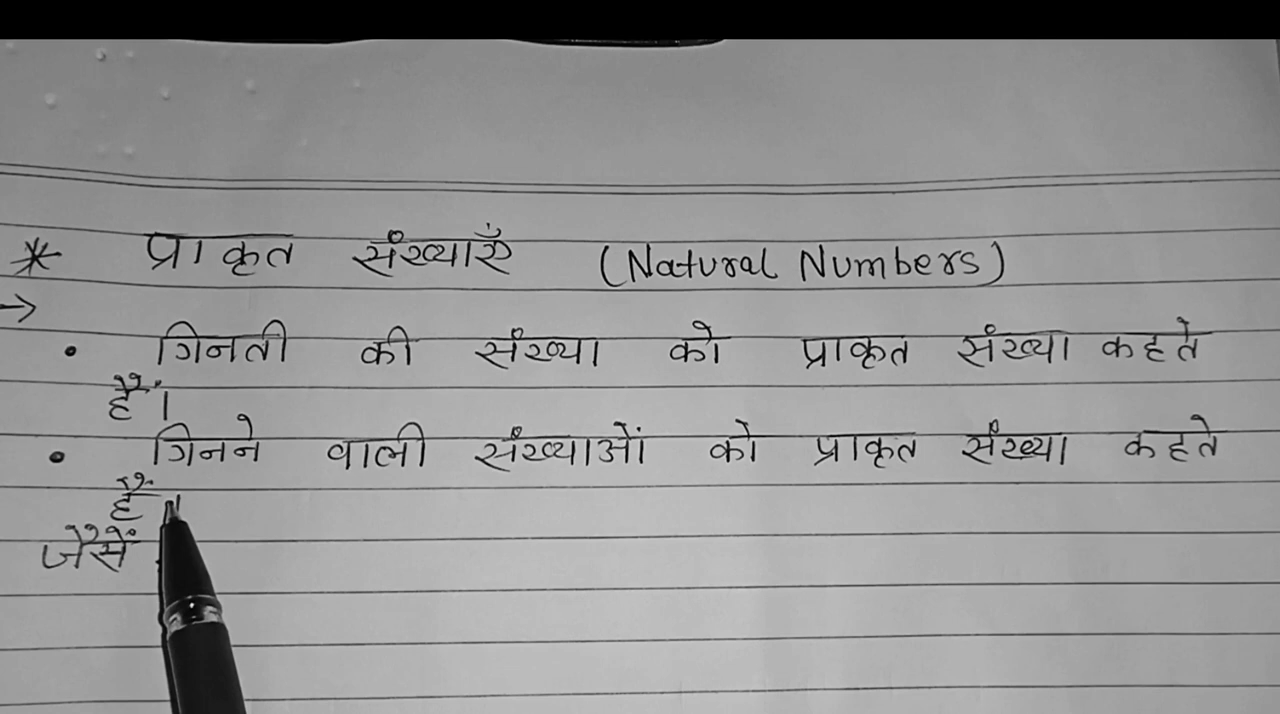 * प्राकृत संख्याएँ (Natural Numbers)
→
• गिनती की संख्या को प्राकृत संख्या कहते
हैं।
• गिनने वाली संख्याओं को प्राकृत संख्या कहते
हैं
जैसें